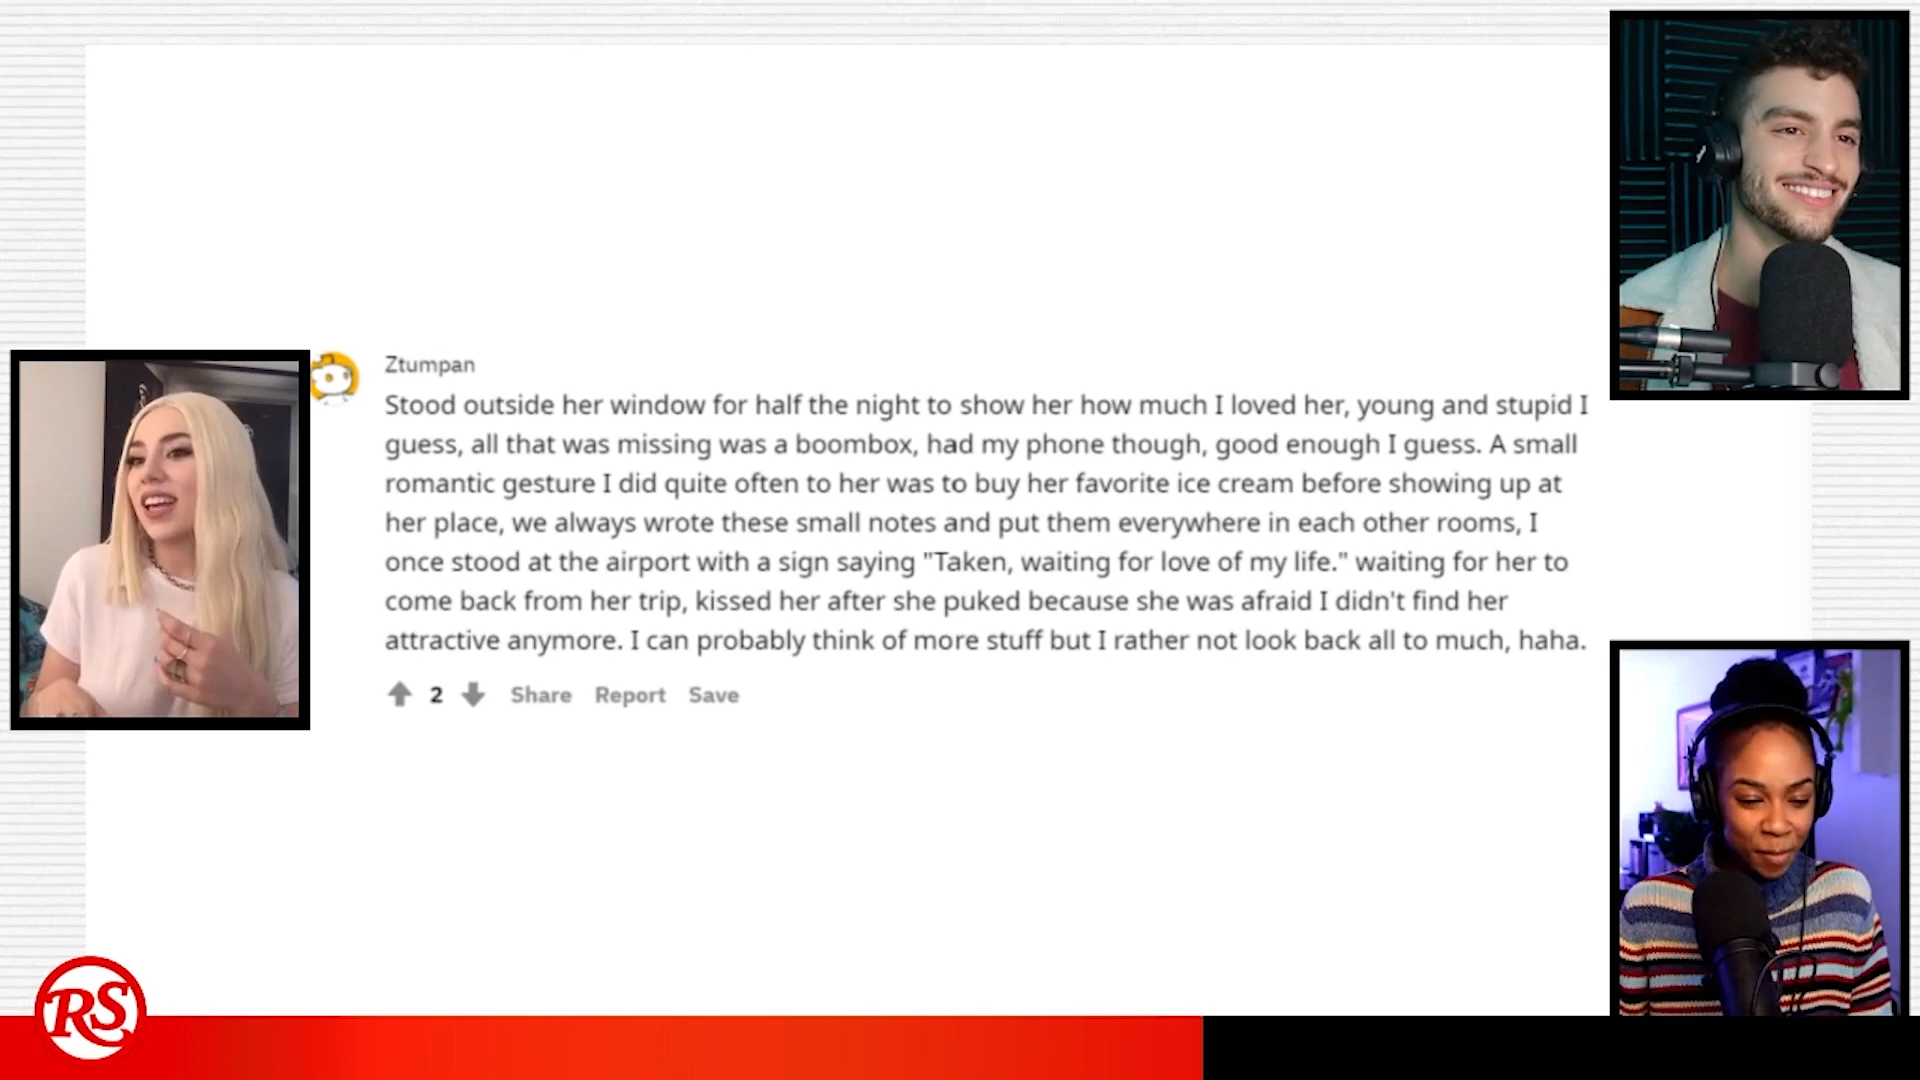 Ztumpan
Stood outside her window for half the night to show her how much I loved her, young and stupid I
guess, all that was missing was a boombox, had my phone though, good enough I guess. A small
romantic gesture I did quite often to her was to buy her favorite ice cream before showing up at
her place, we always wrote these small notes and put them everywhere in each other rooms, I
once stood at the airport with a sign saying "Taken, waiting for love of my life." waiting for her to
come back from her trip, kissed her after she puked because she was afraid I didn't find her
attractive anymore. I can probably think of more stuff but I rather not look back all to much, haha.
2 Share Report Save
RS